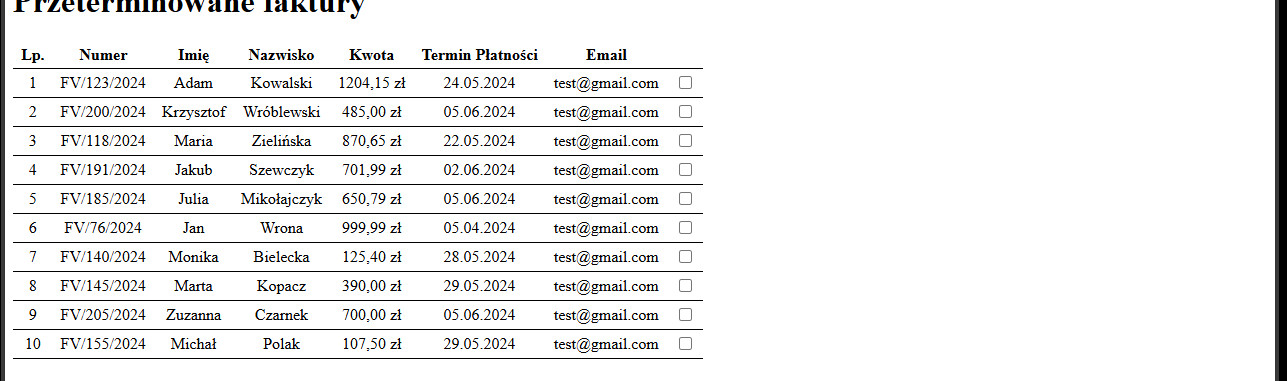 Przeterminowane faktury
Lp. Numer Imię Nazwisko Kwota Termin Płatności Email
1 FV/123/2024 Adam Kowalski 1204,15 zł 24.05.2024 test@gmail.com
2 FV/200/2024 Krzysztof Wróblewski 485,00 zł 05.06.2024 test@gmail.com
3 FV/118/2024 Maria Zielińska 870,65 zł 22.05.2024 test@gmail.com
4 FV/191/2024 Jakub Szewczyk 701,99 zł 02.06.2024 test@gmail.com
5 FV/185/2024 Julia Mikołajczyk 650,79 zł 05.06.2024 test@gmail.com
6 FV/76/2024 Jan Wrona 999,99 zł 05.04.2024 test@gmail.com
7 FV/140/2024 Monika Bielecka 125,40 zł 28.05.2024 test@gmail.com
8 FV/145/2024 Marta Kopacz 390,00 zł 29.05.2024 test@gmail.com
9 FV/205/2024 Zuzanna Czarnek 700,00 zł 05.06.2024 test@gmail.com
10 FV/155/2024 Michał Polak 107,50 zł 29.05.2024 test@gmail.com